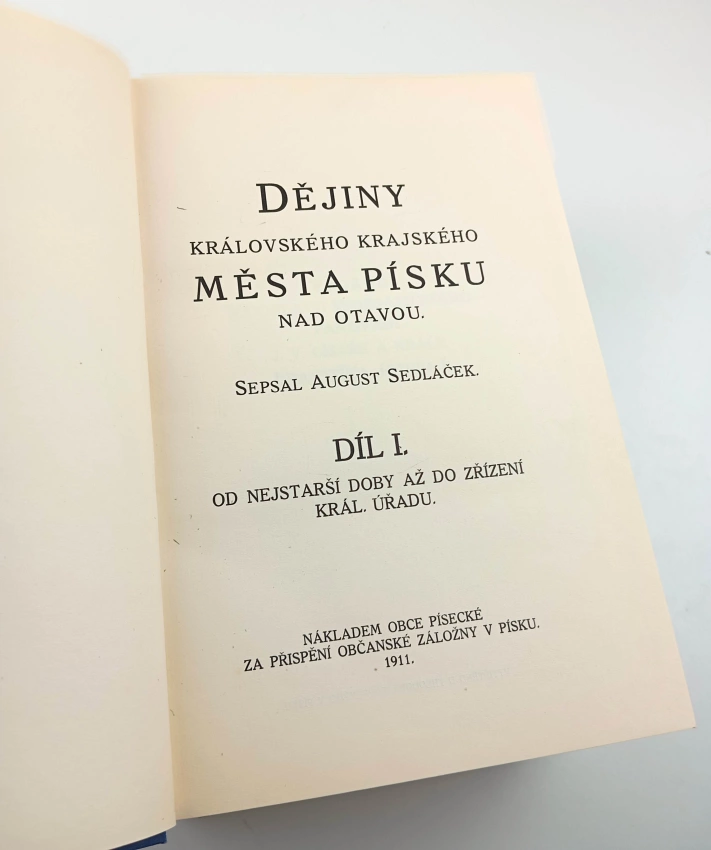 DĚJINY
KRÁLOVSKÉHO KRAJSKÉHO
MĚSTA PÍSKU
NAD OTAVOU.
SEPSAL AUGUST SEDLÁČEK.
DÍL I.
OD NEJSTARŠÍ DOBY AŽ DO ZŘÍZENÍ
KRÁL. ÚŘADU.
NÁKLADEM OBCE PÍSECKÉ
ZA PŘISPĚNÍ OBČANSKÉ ZÁLOŽNY V PÍSKU.
1911.